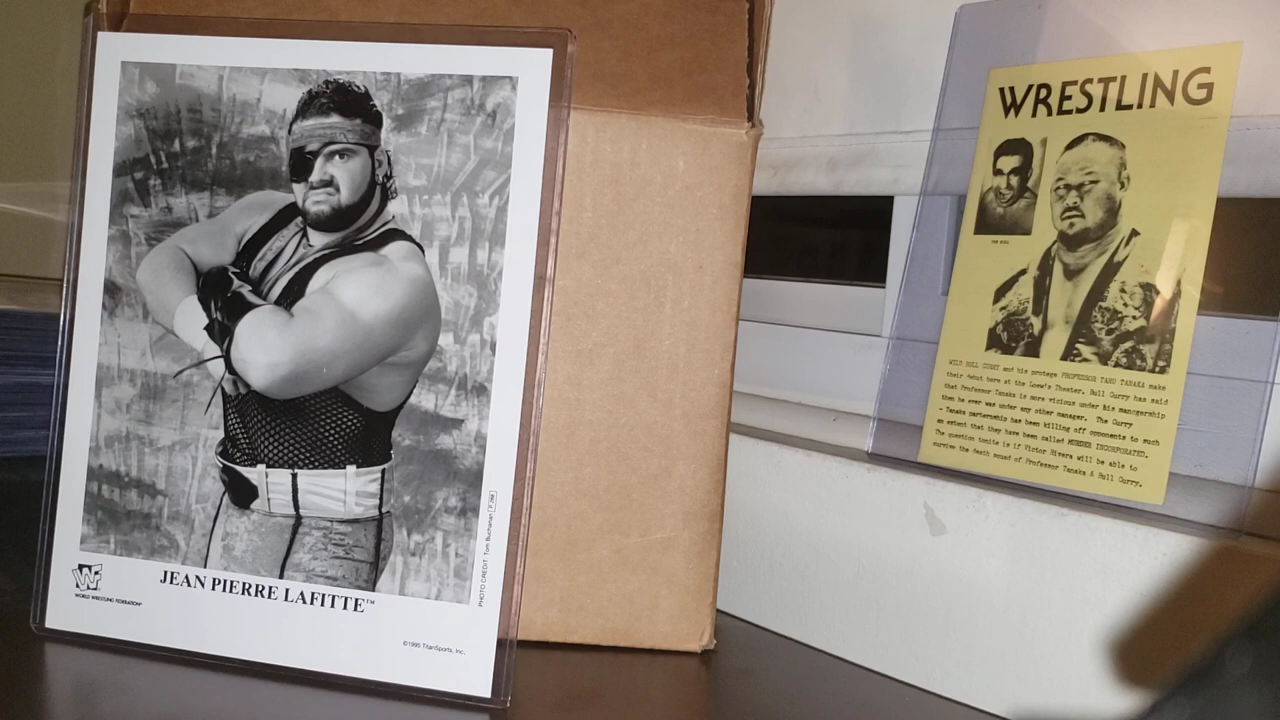 WF
WORLD WRESTLING FEDERATION®
JEAN PIERRE LAFITTE™
©1995 TitanSports, Inc.
PHOTO CREDIT: Tom Buchanan
WRESTLING
WILD BULL CURRY and his protege PROFESSOR TARU TANAKA make
their debut here at the Loew's Theater. Bull Curry has said
that Professor Tanaka is more vicious under his managership
then he ever was under any other manager. The Curry
- Tanaka parternship has been killing off opponents to such
an extent that they have been called MURDER INCORPORATED.
The question tonite is if Victor Rivera will be able to
survive the death squad of Professor Tanaka & Bull Curry.